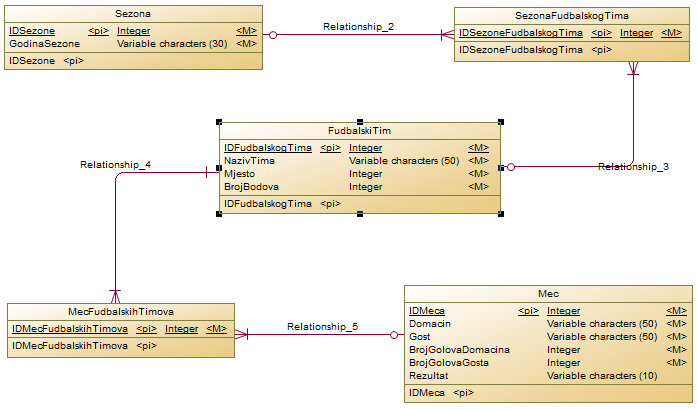 Sezona
IDSezone <pi> Integer <M>
GodinaSezone Variable characters (30) <M>
IDSezone <pi>
Relationship_2
SezonaFudbalskogTima
IDSezoneFudbalskogTima <pi> Integer <M>
IDSezoneFudbalskogTima <pi>
FudbalskiTim
IDFudbalskogTima <pi> Integer <M>
NazivTima Variable characters (50) <M>
Mjesto Integer <M>
BrojBodova Integer <M>
IDFudbalskogTima <pi>
Relationship_4
Relationship_3
MecFudbalskihTimova
IDMecFudbalskihTimova <pi> Integer <M>
IDMecFudbalskihTimova <pi>
Relationship_5
Mec
IDMeca <pi> Integer <M>
Domacin Variable characters (50) <M>
Gost Variable characters (50) <M>
BrojGolovaDomacina Integer <M>
BrojGolovaGosta Integer <M>
Rezultat Variable characters (10)
IDMeca <pi>